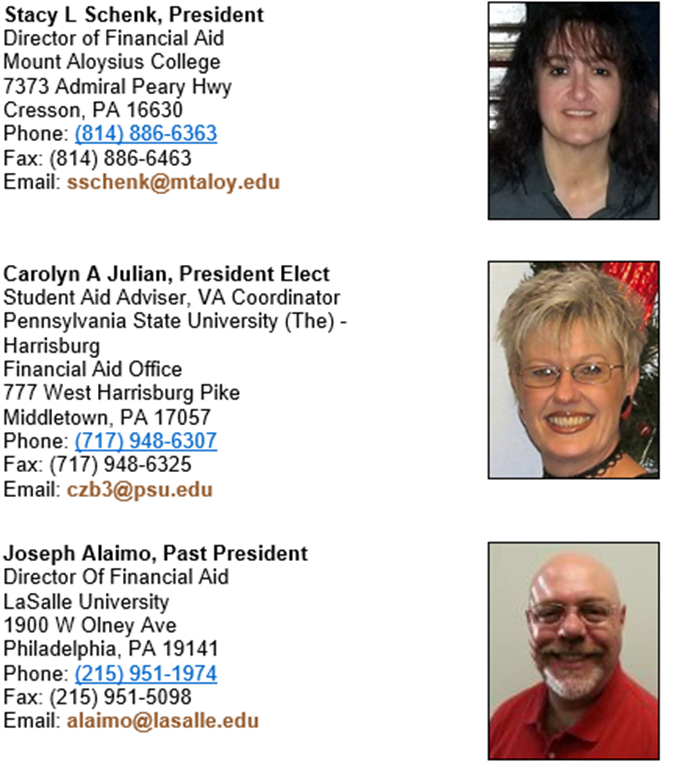 Stacy L Schenk, President
Director of Financial Aid
Mount Aloysius College
7373 Admiral Peary Hwy
Cresson, PA 16630
Phone: (814) 886-6363
Fax: (814) 886-6463
Email: sschenk@mtaloy.edu
Carolyn A Julian, President Elect
Student Aid Adviser, VA Coordinator
Pennsylvania State University (The) -
Harrisburg
Financial Aid Office
777 West Harrisburg Pike
Middletown, PA 17057
Phone: (717) 948-6307
Fax: (717) 948-6325
Email: czb3@psu.edu
Joseph Alaimo, Past President
Director Of Financial Aid
LaSalle University
1900 W Olney Ave
Philadelphia, PA 19141
Phone: (215) 951-1974
Fax: (215) 951-5098
Email: alaimo@lasalle.edu